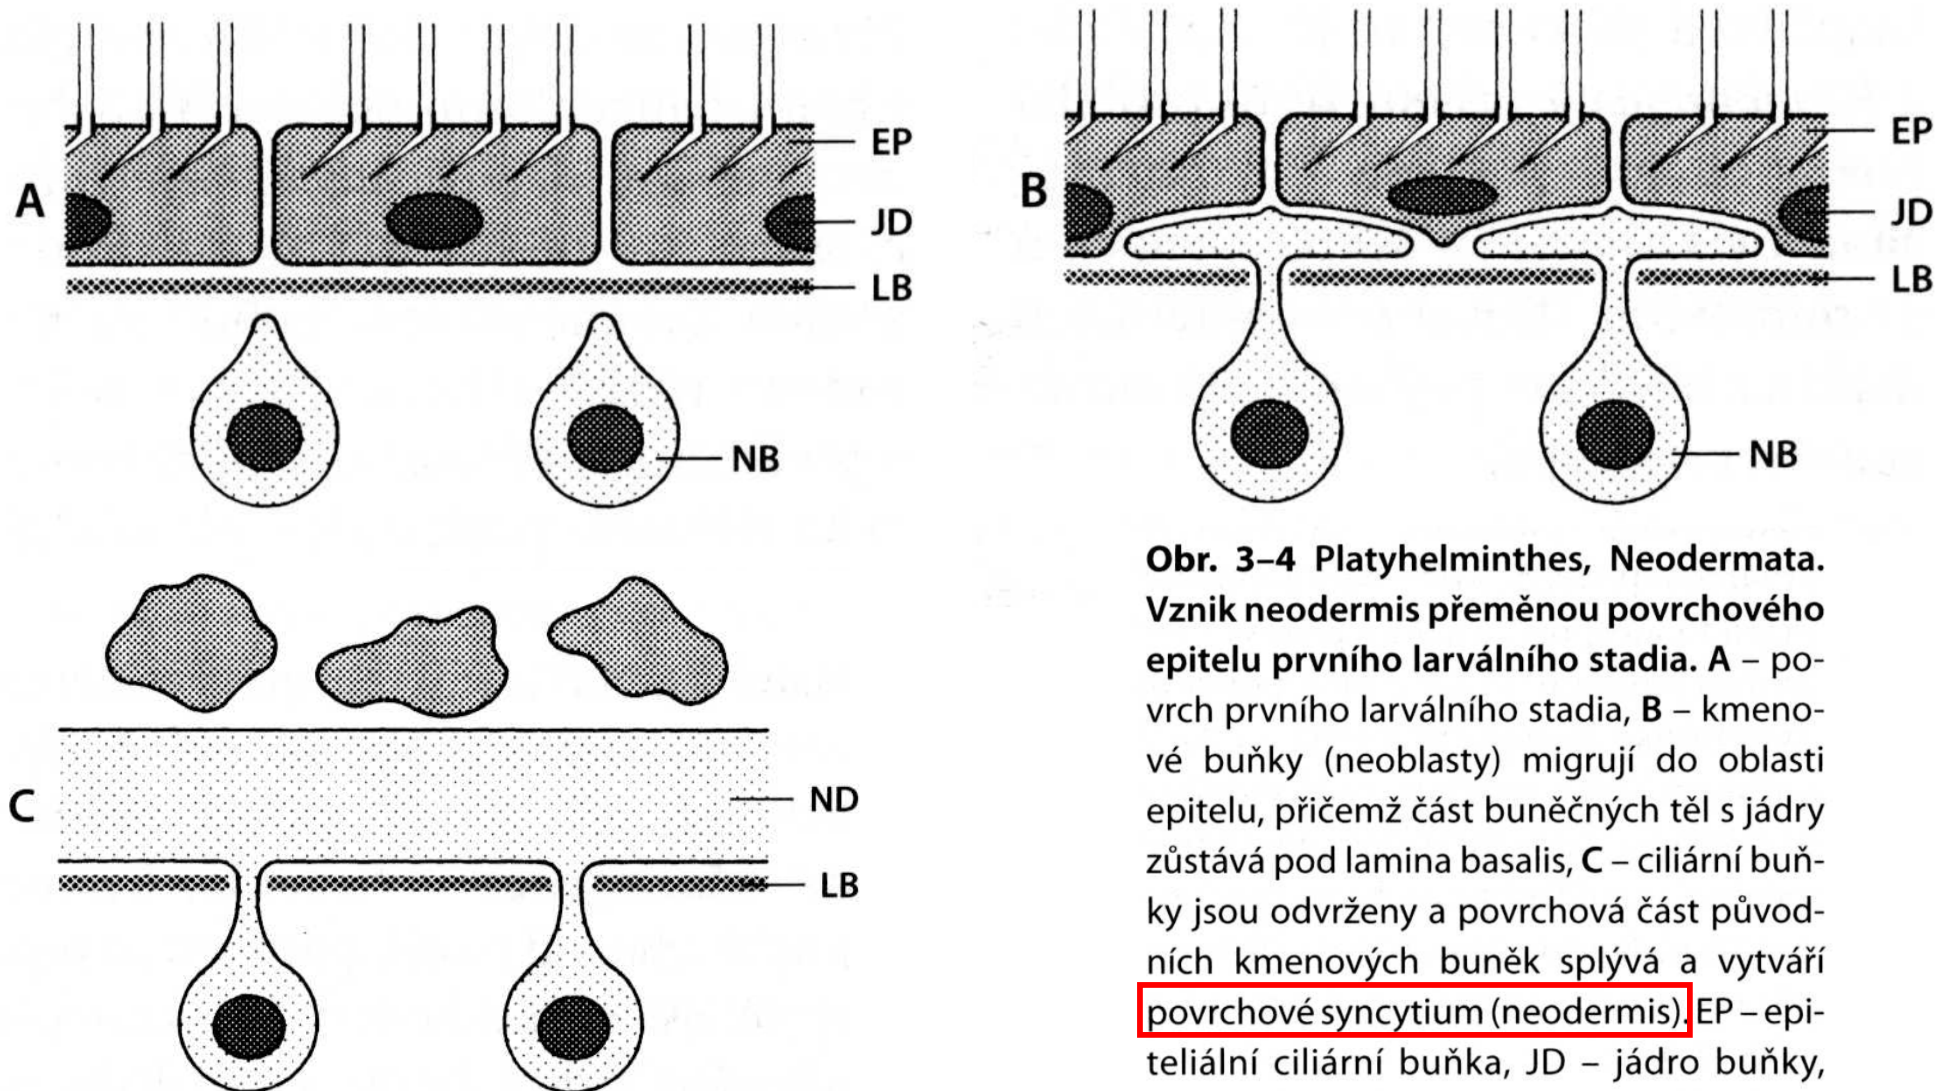 A
EP
JD
LB
NB
B
EP
JD
LB
NB
C
ND
LB
Obr. 3–4 Platyhelminthes, Neodermata.
Vznik neodermis přeměnou povrchového
epitelu prvního larválního stadia. A – po-
vrch prvního larválního stadia, B – kmeno-
vé buňky (neoblasty) migrují do oblasti
epitelu, přičemž část buněčných těl s jádry
zůstává pod lamina basalis, C – ciliární buň-
ky jsou odvrženy a povrchová část původ-
ních kmenových buněk splývá a vytváří
povrchové syncytium (neodermis). EP – epi-
teliální ciliární buňka, JD – jádro buňky,